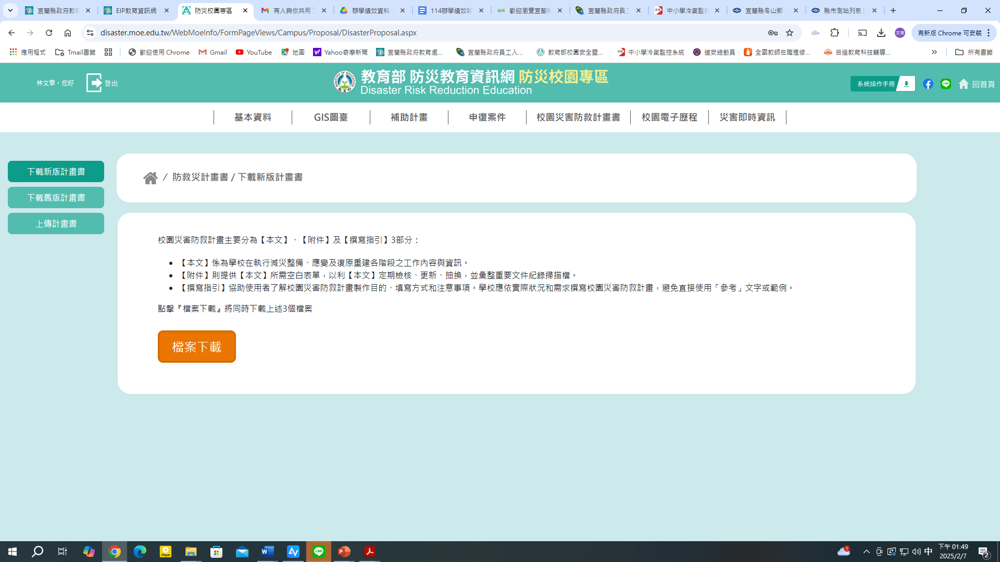 宜蘭縣政府教育
EIP教育資訊網
防災校園專區
有人與你共用了
辦學績效資料 -
114辦學績效報
歡迎瀏覽宜蘭縣
宜蘭縣政府員工
中小學冷氣監控
宜蘭縣冬山鄉 -
縣市測站列表 |
disaster.moe.edu.tw/WebMoeInfo/FormPageViews/Campus/Proposal/DisasterProposal.aspx
文章
有新版 Chrome 可安裝
應用程式
Tmail書籤
歡迎使用 Chrome
Gmail
YouTube
地圖
Yahoo奇摩新聞
宜蘭縣政府教育處...
宜蘭縣政府員工入...
教育部校園安全暨...
中小學冷氣監控系統
道安總動員
全國教師在職進修...
自造教育科技輔導...
所有書籤
林文章，您好
登出
教育部 防災教育資訊網 防災校園專區
Disaster Risk Reduction Education
系統操作手冊
回首頁
基本資料
GIS圖臺
補助計畫
申復案件
校園災害防救計畫書
校園電子歷程
災害即時資訊
下載新版計畫書
下載舊版計畫書
上傳計畫書
/ 防救災計畫書 / 下載新版計畫書
校園災害防救計畫主要分為【本文】、【附件】及【撰寫指引】3部分：
【本文】係為學校在執行減災整備、應變及復原重建各階段之工作內容與資訊。
【附件】則提供【本文】所需空白表單，以利【本文】定期檢核、更新、抽換，並彙整重要文件紀錄掃描檔。
【撰寫指引】協助使用者了解校園災害防救計畫製作目的、填寫方式和注意事項。學校應依實際狀況和需求撰寫校園災害防救計畫，避免直接使用「參考」文字或範例。
點擊『檔案下載』將同時下載上述3個檔案
檔案下載
中
下午 01:49
2025/2/7
2